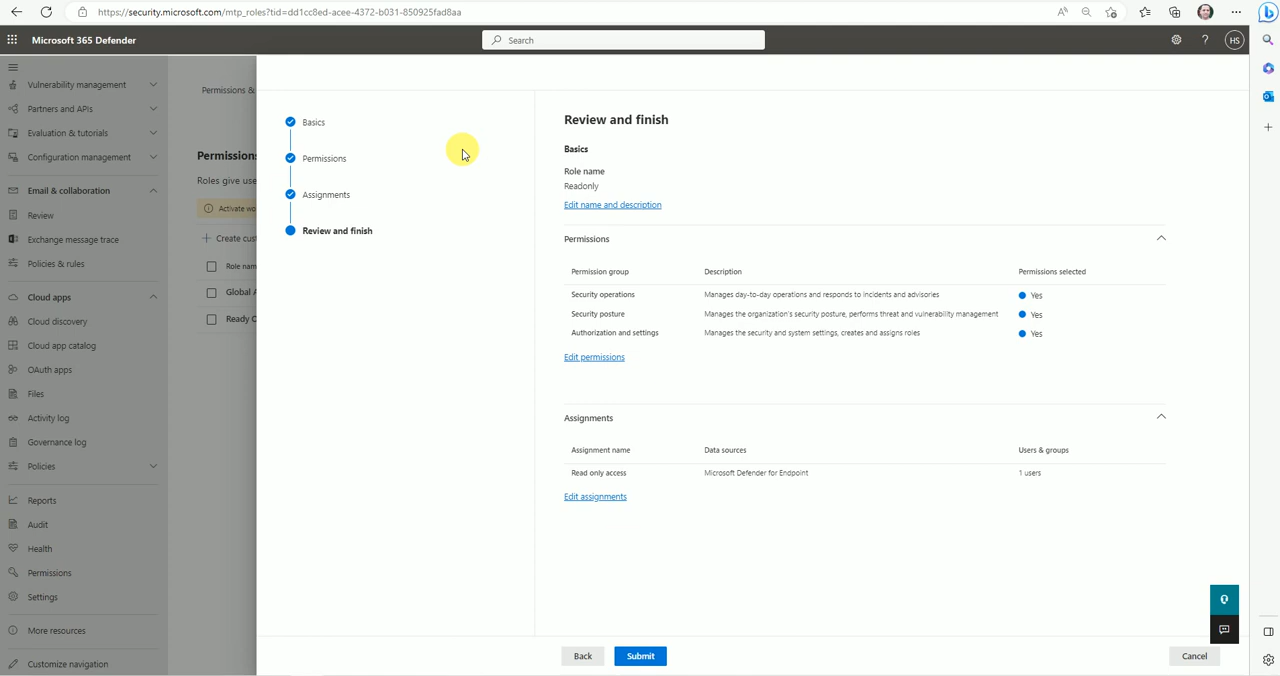 https://security.microsoft.com/mtp_roles?tid=dd1cc8ed-acee-4372-b031-850925fad8aa
Microsoft 365 Defender
Search
HS
Vulnerability management
Partners and APIs
Evaluation & tutorials
Configuration management
Email & collaboration
Review
Exchange message trace
Policies & rules
Cloud apps
Cloud discovery
Cloud app catalog
OAuth apps
Files
Activity log
Governance log
Policies
Reports
Audit
Health
Permissions
Settings
More resources
Customize navigation
Permissions &
Permissions
Roles give use
Activate wo
Create cust
Role nam
Global A
Ready O
Basics
Permissions
Assignments
Review and finish
Review and finish
Basics
Role name
Readonly
Edit name and description
Permissions
Permission group Description Permissions selected
Security operations Manages day-to-day operations and responds to incidents and advisories Yes
Security posture Manages the organization's security posture, performs threat and vulnerability management Yes
Authorization and settings Manages the security and system settings, creates and assigns roles Yes
Edit permissions
Assignments
Assignment name Data sources Users & groups
Read only access Microsoft Defender for Endpoint 1 users
Edit assignments
Back Submit Cancel